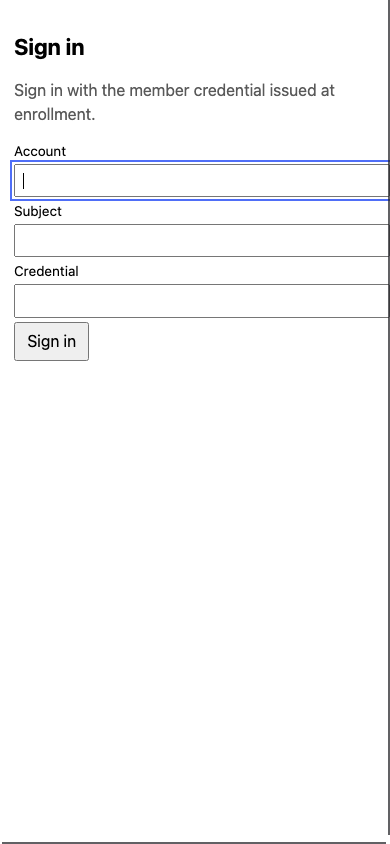 Sign in
Sign in with the member credential issued at
enrollment.
Account
Subject
Credential
Sign in